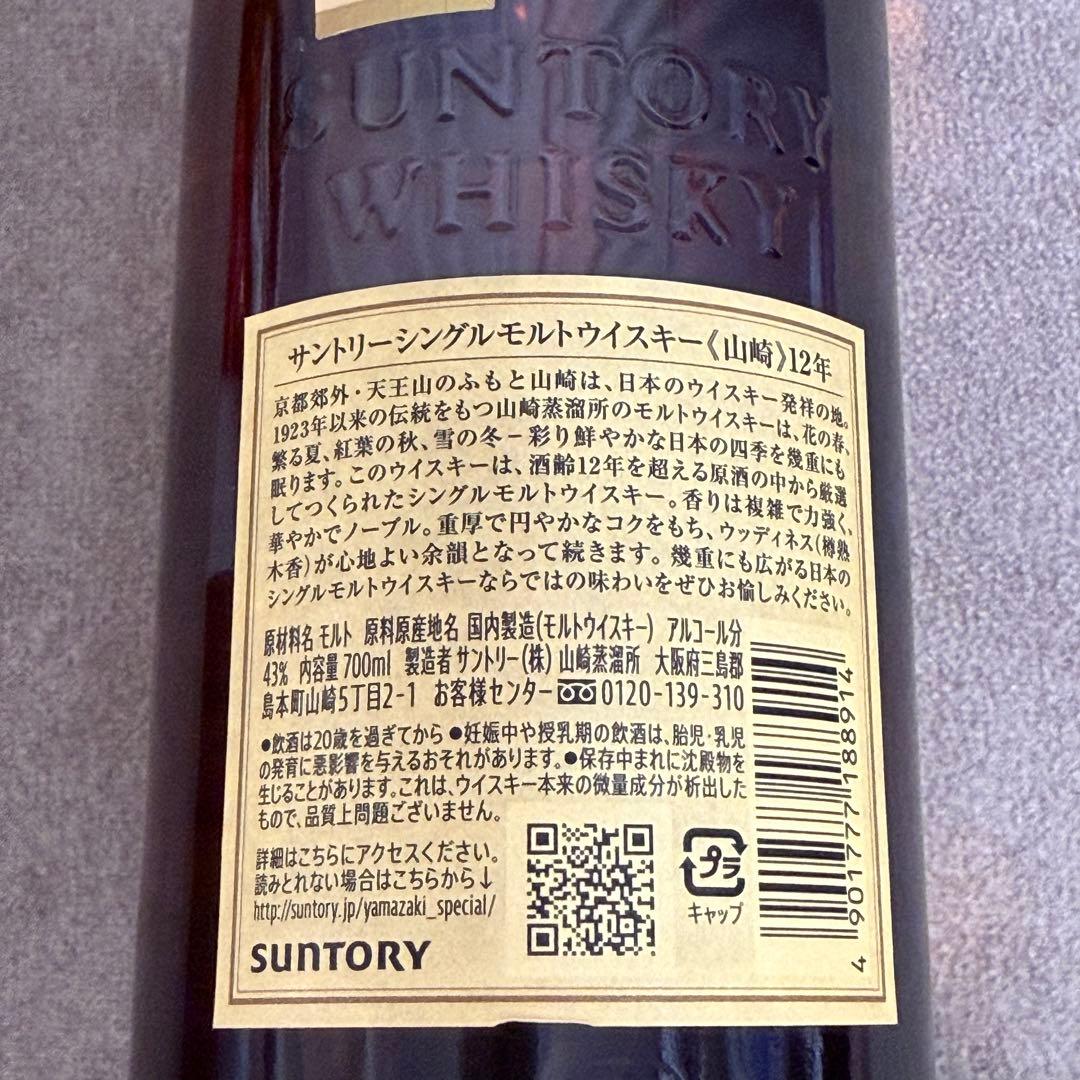 SUNTORY
WHISKY
サントリーシングルモルトウイスキー《山崎》12年
京都郊外・天王山のふもと山崎は、日本のウイスキー発祥の地。
1923年以来の伝統をもつ山崎蒸溜所のモルトウイスキーは、花の春、
繁る夏、紅葉の秋、雪の冬－彩り鮮やかな日本の四季を幾重にも
眠ります。このウイスキーは、酒齢12年を超える原酒の中から厳選
してつくられたシングルモルトウイスキー。香りは複雑で力強く、
華やかでノーブル。重厚で円やかなコクをもち、ウッディネス(樽熟
木香)が心地よい余韻となって続きます。幾重にも広がる日本の
シングルモルトウイスキーならではの味わいをぜひお愉しみください。
原材料名 モルト 原料原産地名 国内製造(モルトウイスキー) アルコール分
43% 内容量 700ml 製造者 サントリー(株) 山崎蒸溜所 大阪府三島郡
島本町山崎5丁目2-1 お客様センター 0120-139-310
●飲酒は20歳を過ぎてから ●妊娠中や授乳期の飲酒は、胎児・乳児
の発育に悪影響を与えるおそれがあります。●保存中まれに沈殿物を
生じることがあります。これは、ウイスキー本来の微量成分が析出した
もので、品質上問題ございません。
詳細はこちらにアクセスください。
読みとれない場合はこちらから↓
http://suntory.jp/yamazaki_special/
SUNTORY
プラ
キャップ
4 901777 188914